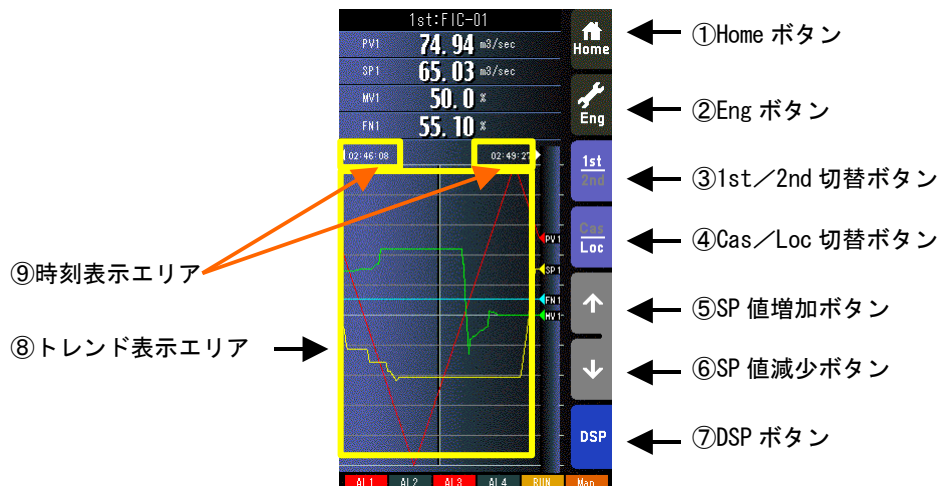 1st:FIC-01
PV1 74.94 m3/sec
SP1 65.03 m3/sec
MV1 50.0 %
FN1 55.10 %
02:46:08 02:49:27
PV1
SP1
FN1
MV1
AL1 AL2 AL3 AL4 RUN Man
Home
Eng
1st
2nd
Cas
Loc
↑
↓
DSP
①Home ボタン
②Eng ボタン
③1st／2nd 切替ボタン
④Cas／Loc 切替ボタン
⑤SP 値増加ボタン
⑥SP 値減少ボタン
⑦DSP ボタン
⑨時刻表示エリア
⑧トレンド表示エリア